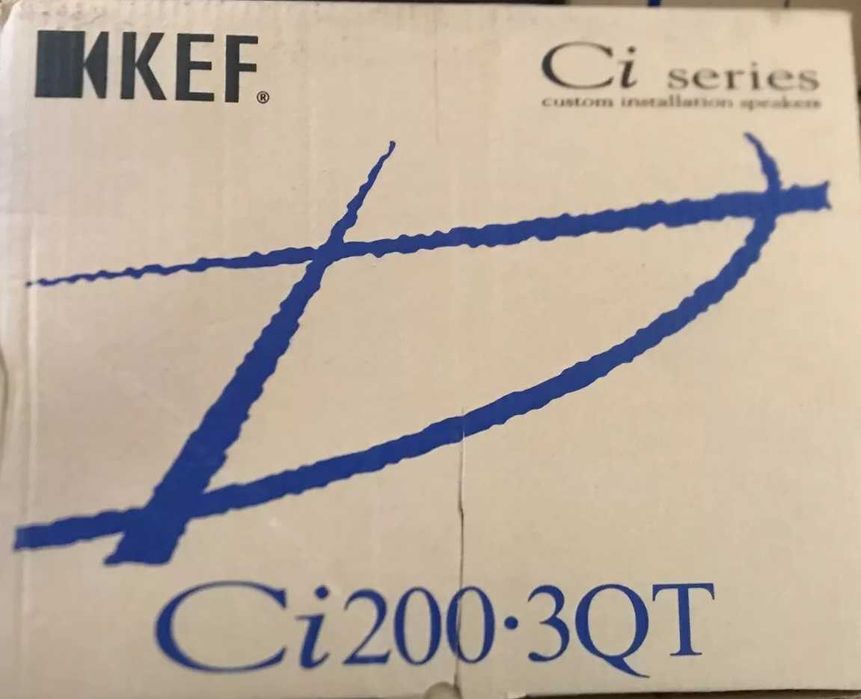 KEF®
Ci series
custom installation speakers
Ci200·3QT